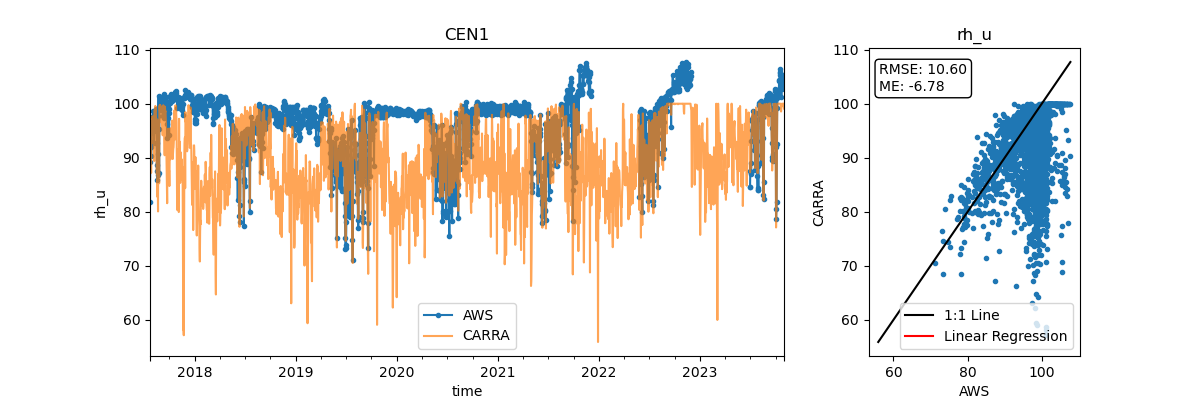 CEN1
rh_u
110
100
90
80
70
60
rh_u
2018
2019
2020
2021
2022
2023
time
AWS
CARRA
110
100
90
80
70
60
CARRA
RMSE: 10.60
ME: -6.78
1:1 Line
Linear Regression
60
80
100
AWS